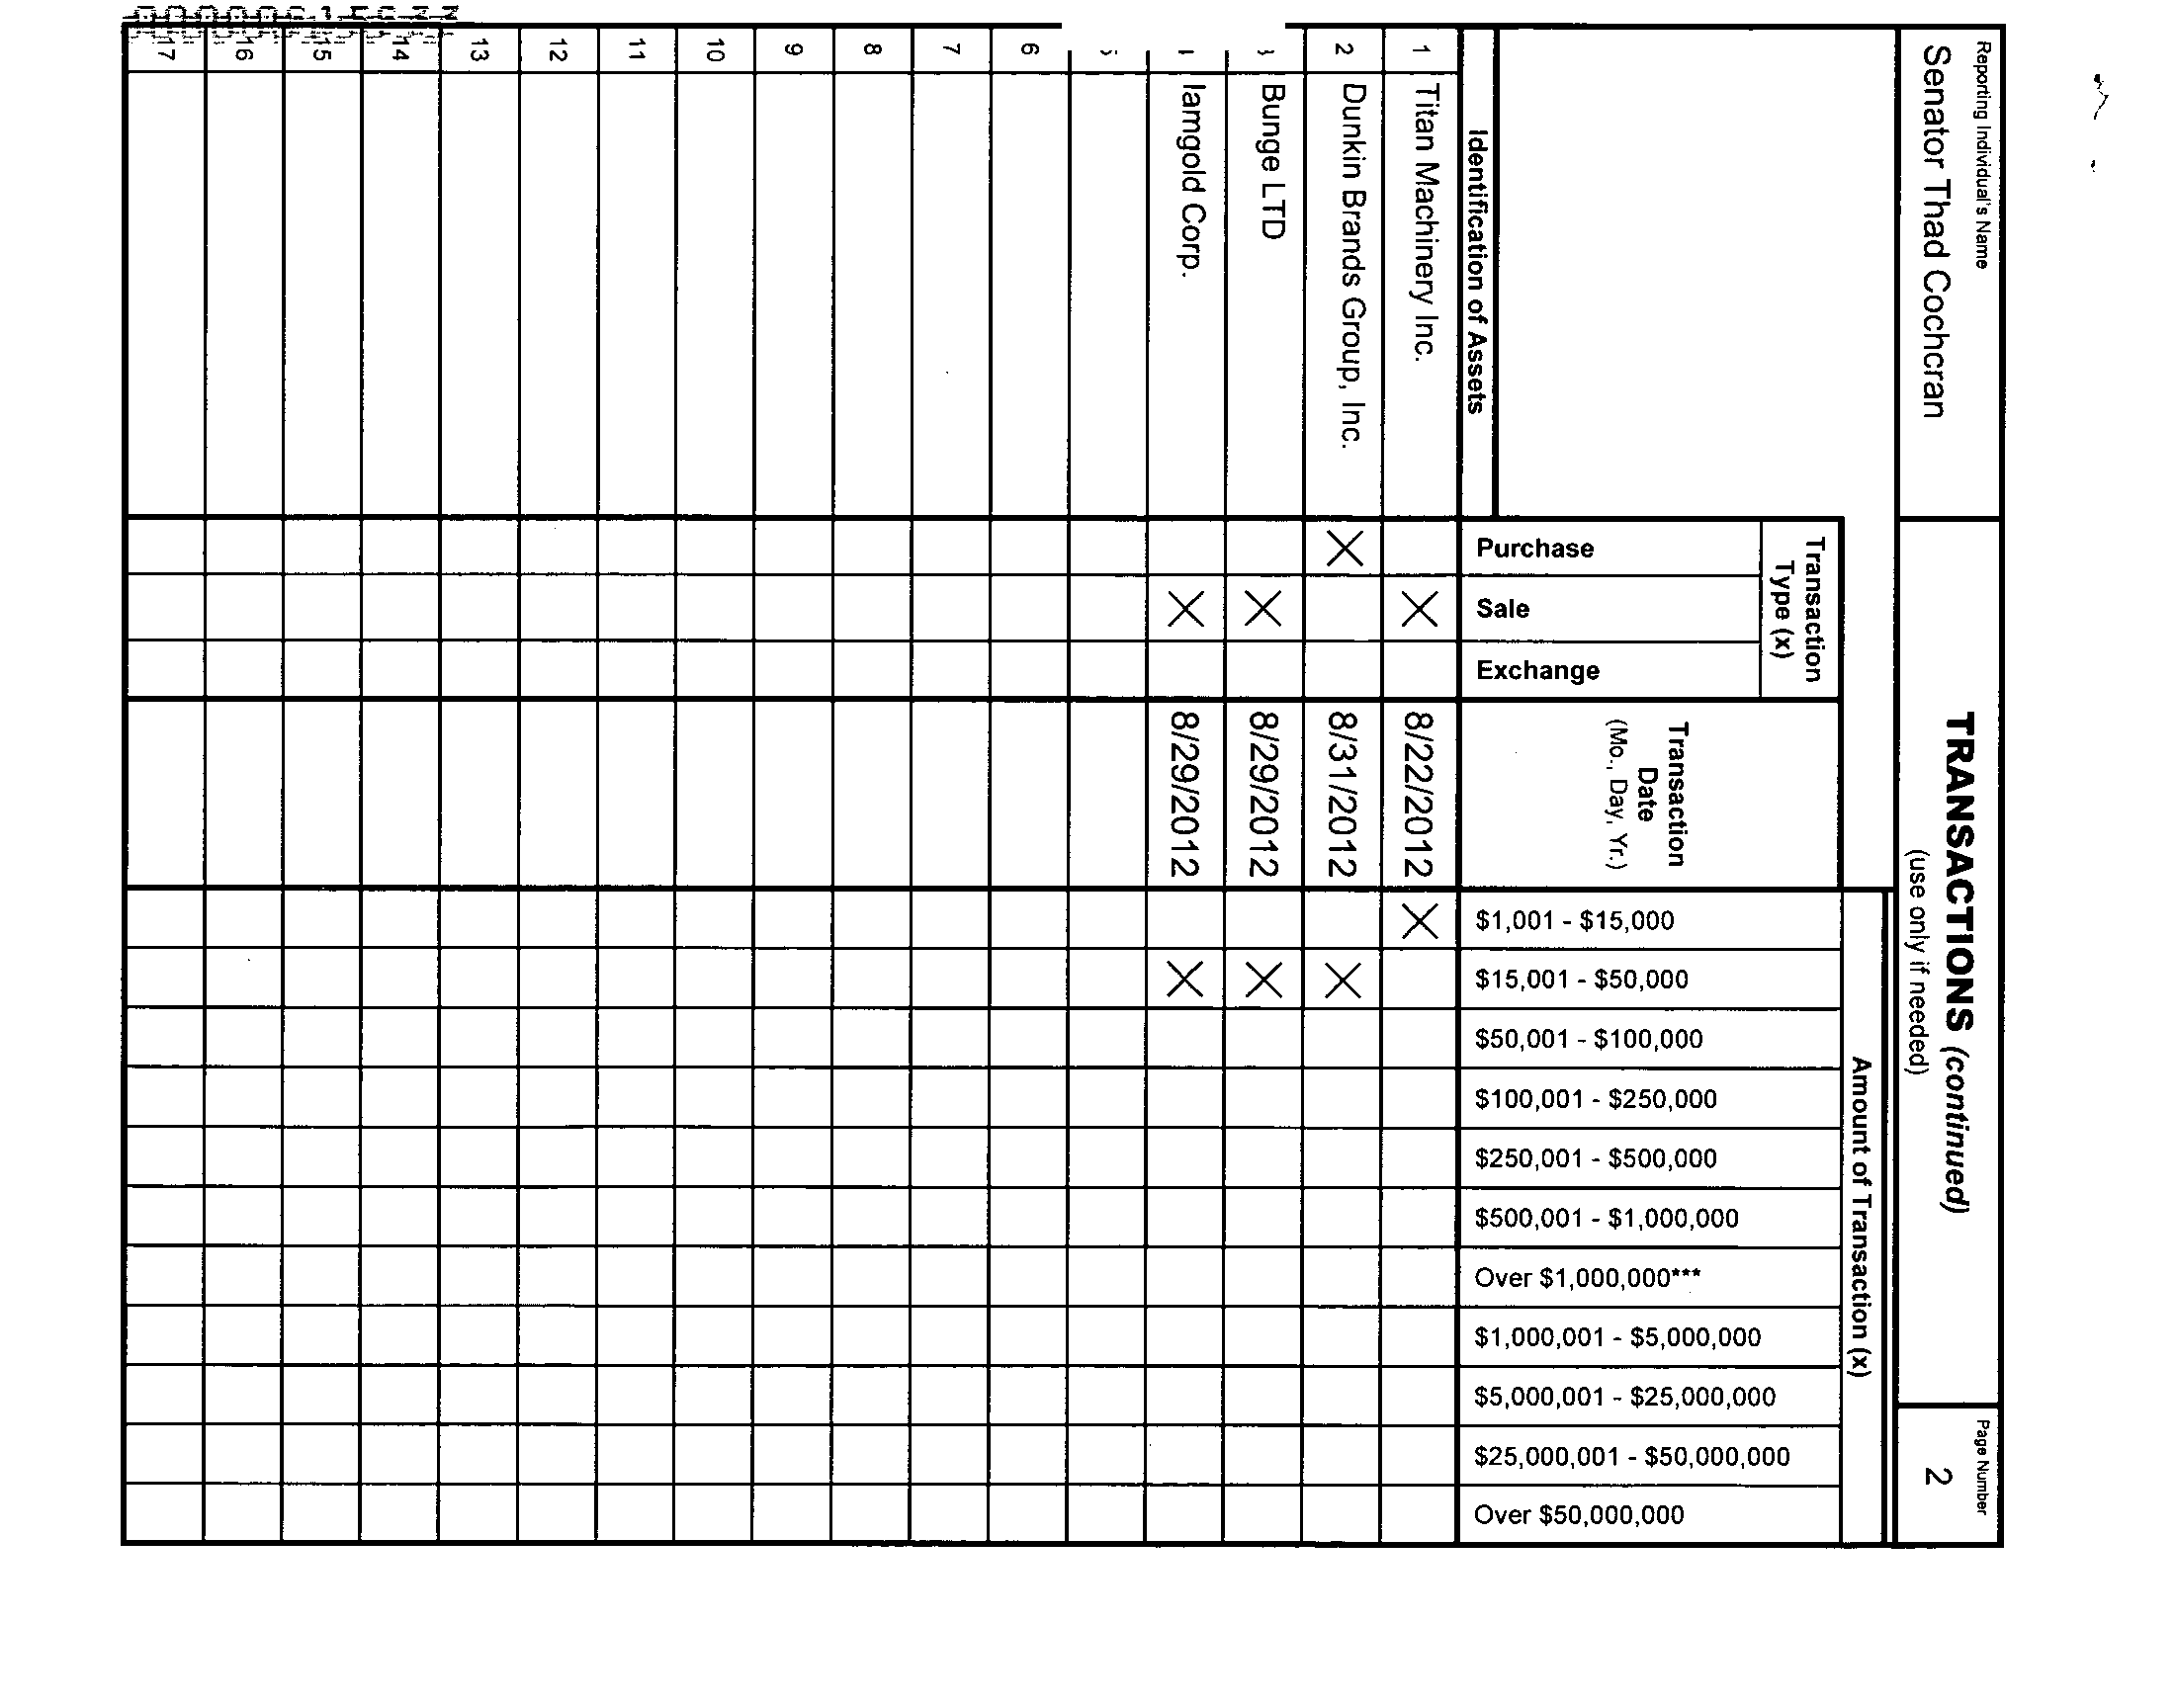 Reporting Individual's Name
Senator Thad Cochcran
TRANSACTIONS (continued)
(use only if needed)
Page Number
2
Identification of Assets
Transaction
Type (x)
Purchase
Sale
Exchange
Transaction
Date
(Mo., Day, Yr.)
Amount of Transaction (x)
$1,001 - $15,000
$15,001 - $50,000
$50,001 - $100,000
$100,001 - $250,000
$250,001 - $500,000
$500,001 - $1,000,000
Over $1,000,000***
$1,000,001 - $5,000,000
$5,000,001 - $25,000,000
$25,000,001 - $50,000,000
Over $50,000,000
1 Titan Machinery Inc. X 8/22/2012 X
2 Dunkin Brands Group, Inc. X 8/31/2012 X
Bunge LTD X 8/29/2012 X
Iamgold Corp. X 8/29/2012 X
6
7
8
9
10
11
12
13
14
15
16
17